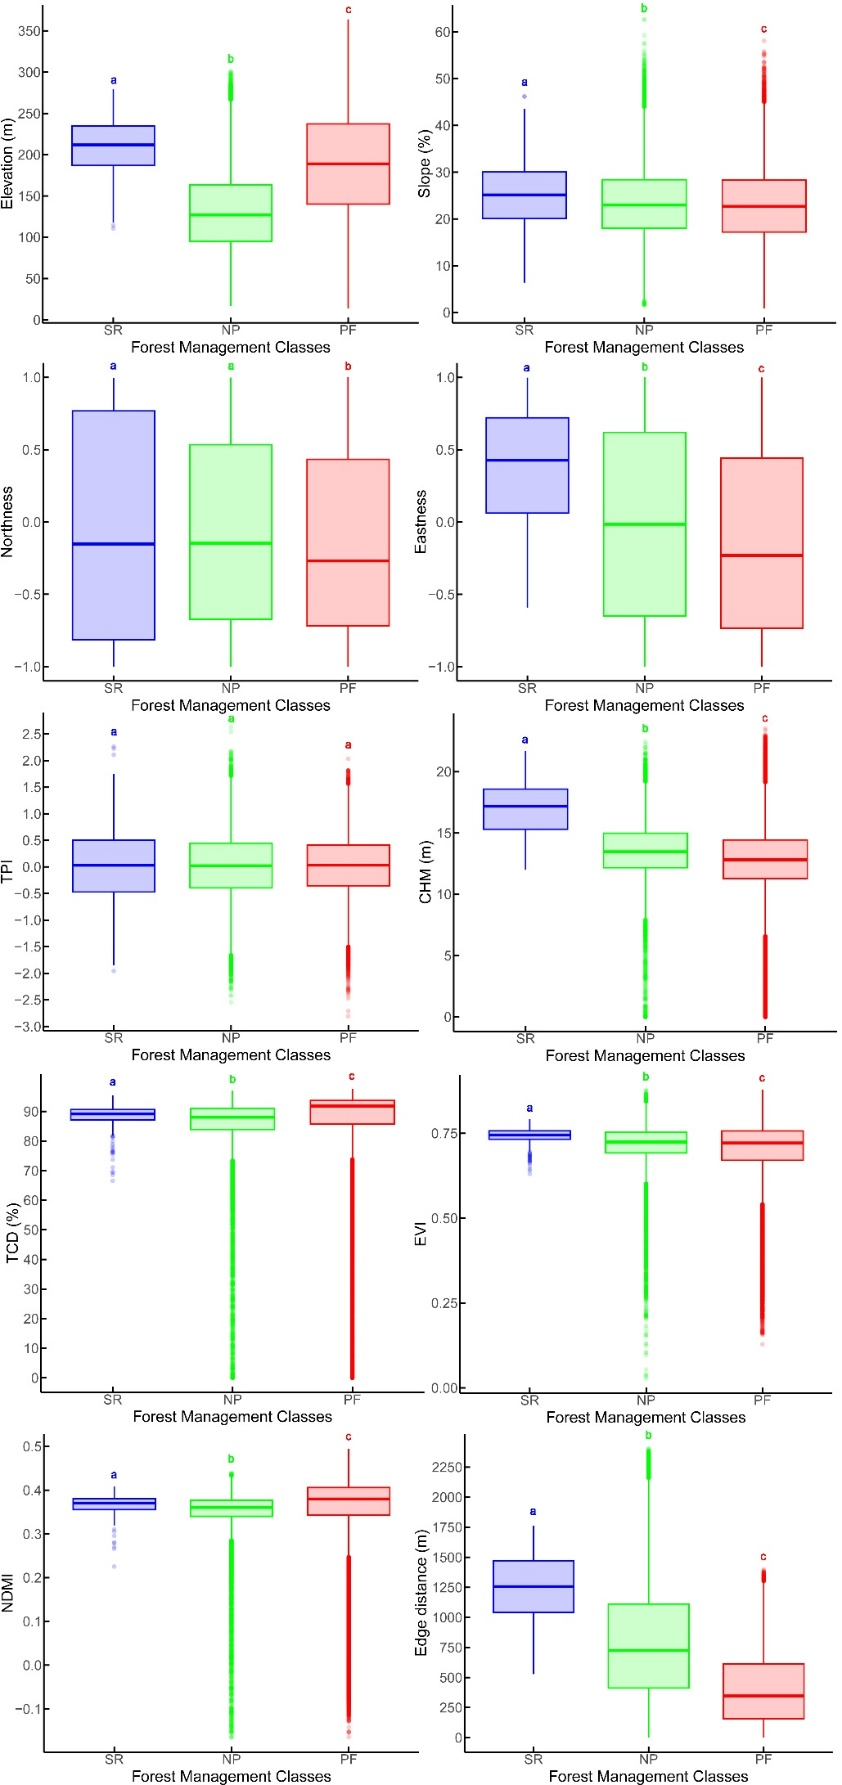 a
b
c
Elevation (m)
350
300
250
200
150
100
50
0
SR NP PF
Forest Management Classes
a
b
c
Slope (%)
60
50
40
30
20
10
0
SR NP PF
Forest Management Classes
a
a
b
Northness
1.0
0.5
0.0
−0.5
−1.0
SR NP PF
Forest Management Classes
a
b
c
Eastness
1.0
0.5
0.0
−0.5
−1.0
SR NP PF
Forest Management Classes
a
a
a
TPI
2.5
2.0
1.5
1.0
0.5
0.0
−0.5
−1.0
−1.5
−2.0
−2.5
−3.0
SR NP PF
Forest Management Classes
a
b
c
CHM (m)
20
15
10
5
0
SR NP PF
Forest Management Classes
a
b
c
TCD (%)
90
80
70
60
50
40
30
20
10
0
SR NP PF
Forest Management Classes
a
b
c
EVI
0.75
0.50
0.25
0.00
SR NP PF
Forest Management Classes
a
b
c
NDMI
0.5
0.4
0.3
0.2
0.1
0.0
−0.1
SR NP PF
Forest Management Classes
a
b
c
Edge distance (m)
2250
2000
1750
1500
1250
1000
750
500
250
0
SR NP PF
Forest Management Classes